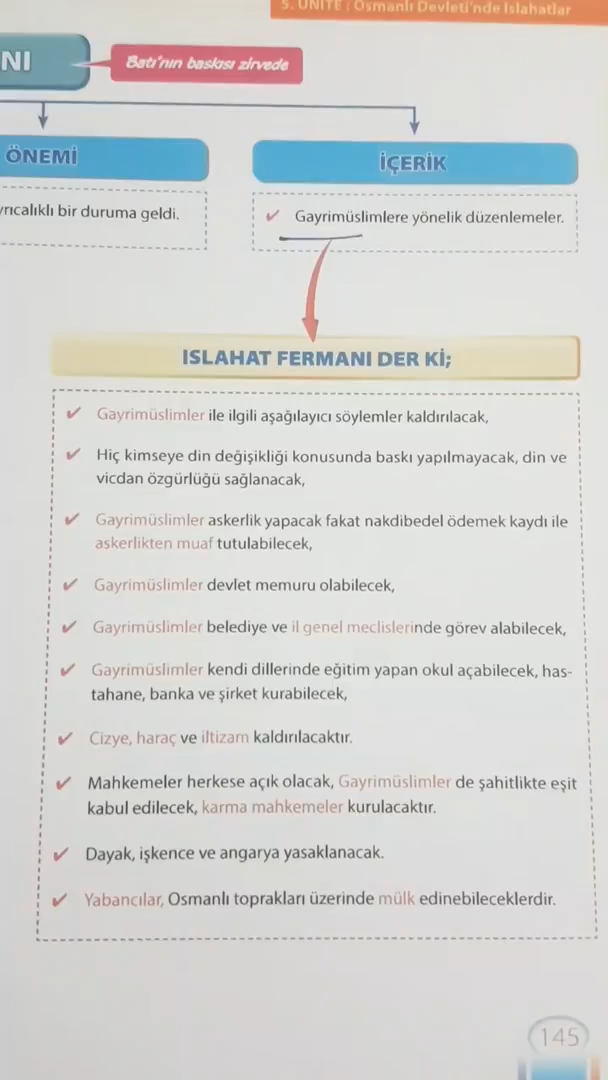 5. ÜNİTE : Osmanlı Devleti'nde Islahatlar
NI
Batı'nın baskısı zirvede
ÖNEMİ
İÇERİK
yrıcalıklı bir duruma geldi.
✓ Gayrimüslimlere yönelik düzenlemeler.
ISLAHAT FERMANI DER Kİ;
✓ Gayrimüslimler ile ilgili aşağılayıcı söylemler kaldırılacak,
✓ Hiç kimseye din değişikliği konusunda baskı yapılmayacak, din ve
vicdan özgürlüğü sağlanacak,
✓ Gayrimüslimler askerlik yapacak fakat nakdibedel ödemek kaydı ile
askerlikten muaf tutulabilecek,
✓ Gayrimüslimler devlet memuru olabilecek,
✓ Gayrimüslimler belediye ve il genel meclislerinde görev alabilecek,
✓ Gayrimüslimler kendi dillerinde eğitim yapan okul açabilecek, has-
tahane, banka ve şirket kurabilecek,
✓ Cizye, haraç ve iltizam kaldırılacaktır.
✓ Mahkemeler herkese açık olacak, Gayrimüslimler de şahitlikte eşit
kabul edilecek, karma mahkemeler kurulacaktır.
✓ Dayak, işkence ve angarya yasaklanacak.
✓ Yabancılar, Osmanlı toprakları üzerinde mülk edinebileceklerdir.
145